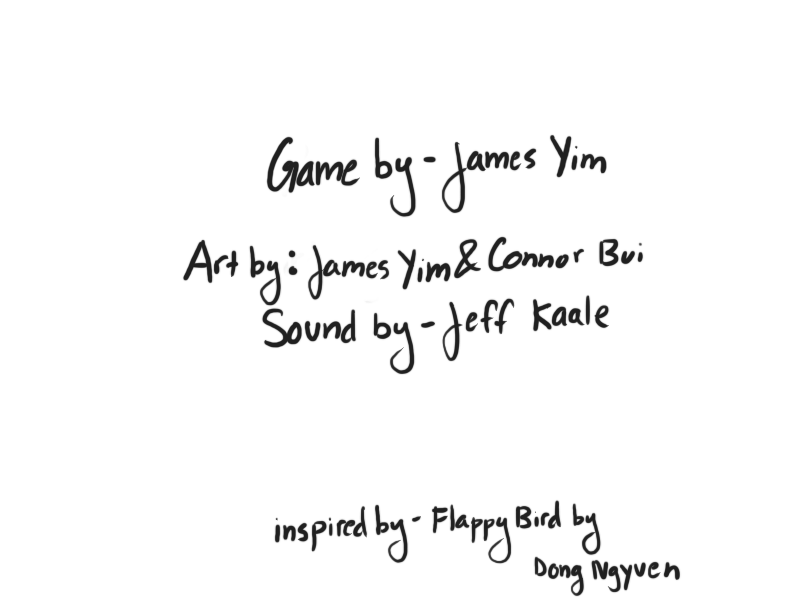 Game by - James Yim
Art by: James Yim & Connor Bui
Sound by - Jeff Kaale
inspired by - Flappy Bird by
Dong Ngyven